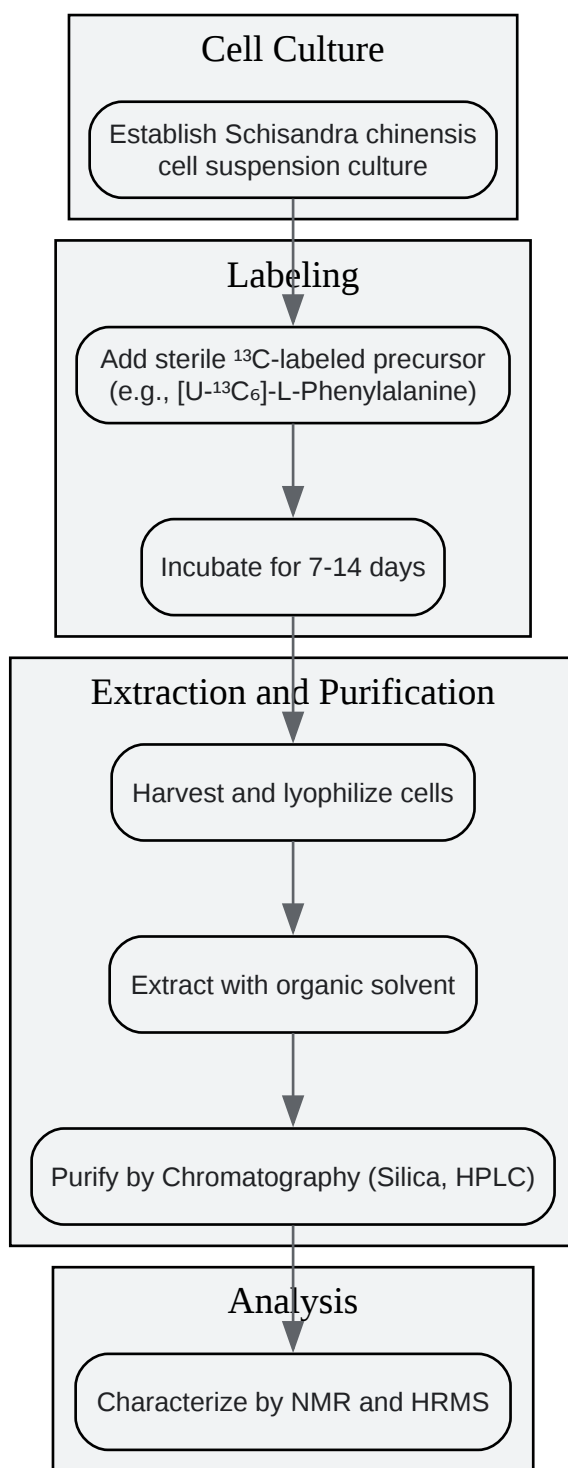 Cell Culture
Establish Schisandra chinensis
cell suspension culture
Labeling
Add sterile ¹³C-labeled precursor
(e.g., [U-¹³C₆]-L-Phenylalanine)
Incubate for 7-14 days
Extraction and Purification
Harvest and lyophilize cells
Extract with organic solvent
Purify by Chromatography (Silica, HPLC)
Analysis
Characterize by NMR and HRMS